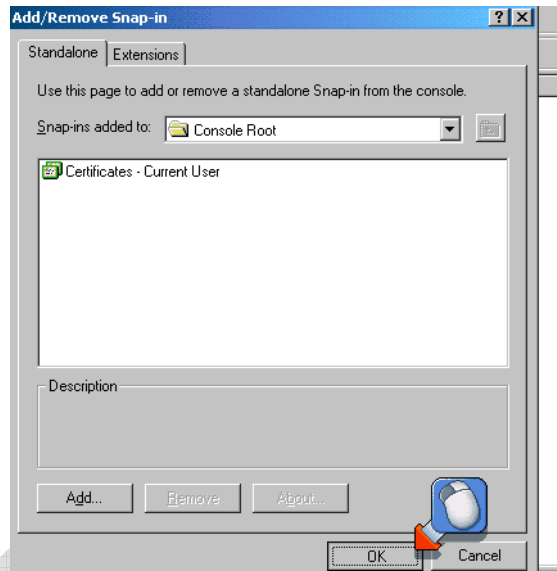 Add/Remove Snap-in
Standalone Extensions
Use this page to add or remove a standalone Snap-in from the console.
Snap-ins added to: Console Root
Certificates - Current User
Description
Add... Remove About...
OK Cancel